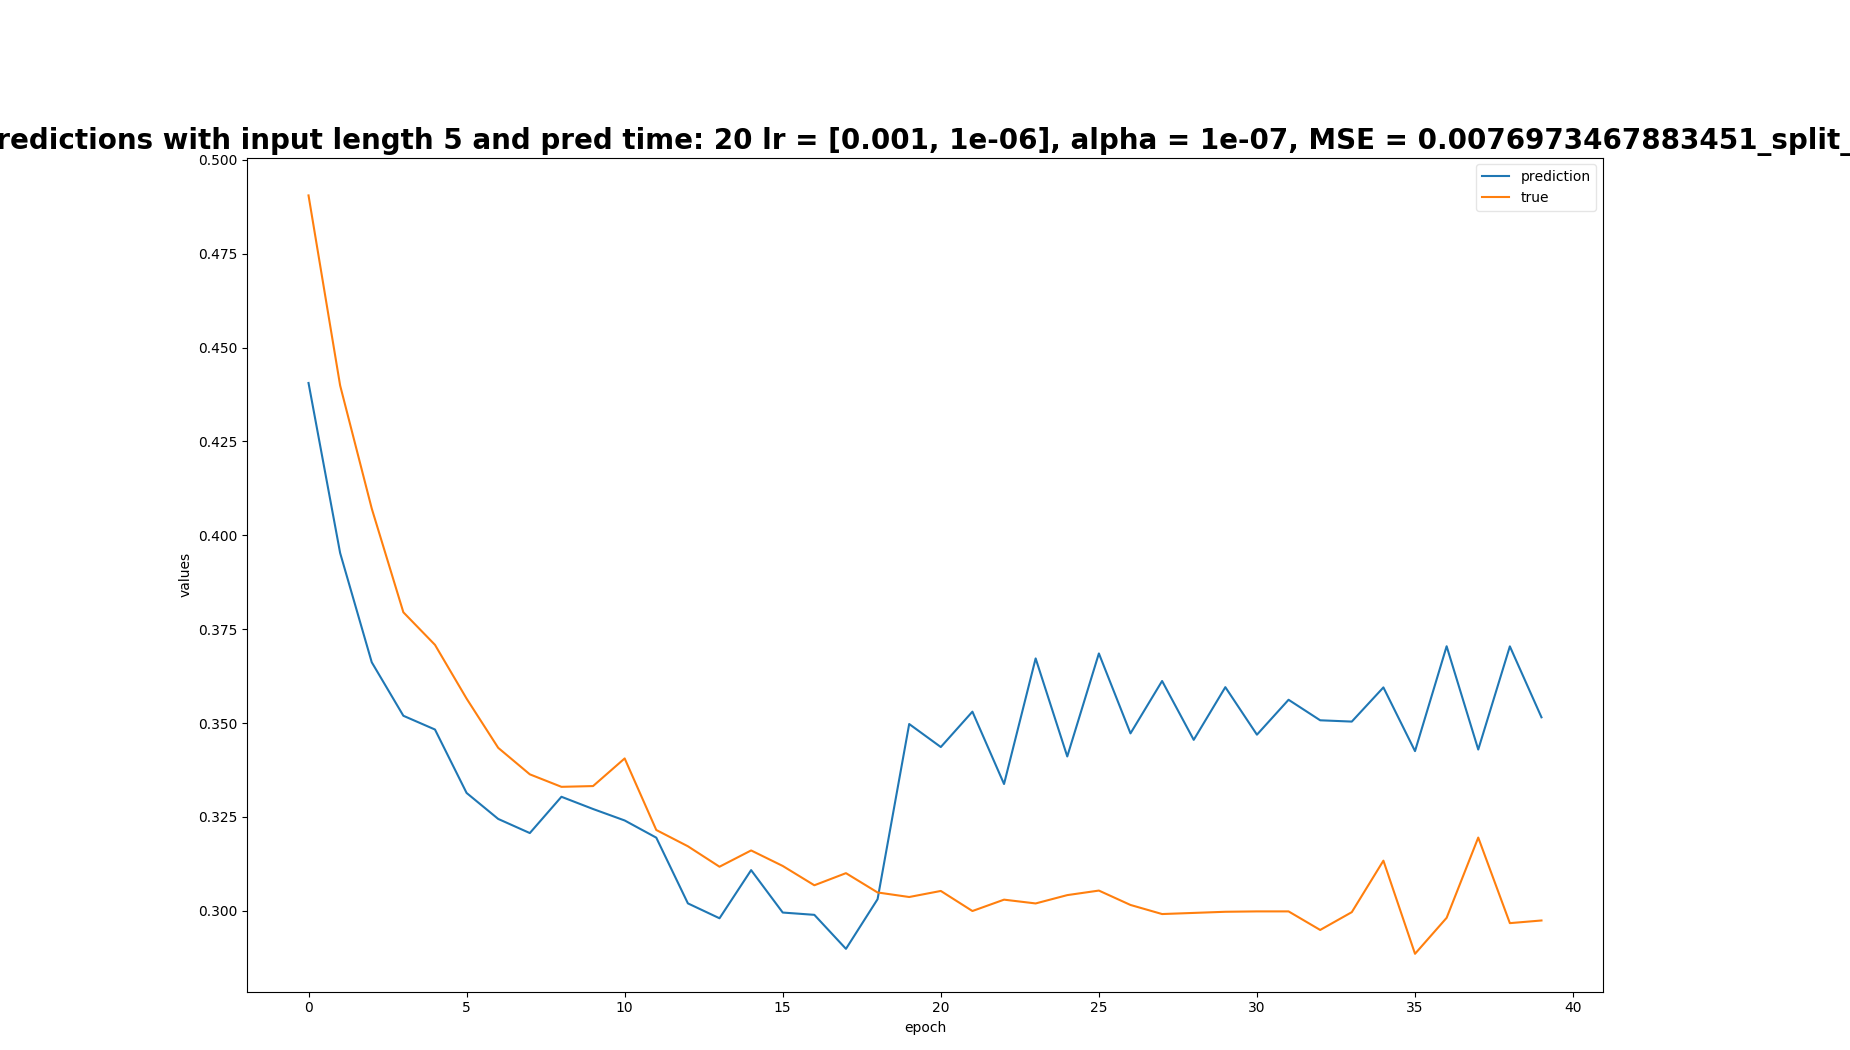 redictions with input length 5 and pred time: 20 lr = [0.001, 1e-06], alpha = 1e-07, MSE = 0.0076973467883451_split_
prediction
true
0.500
0.475
0.450
0.425
0.400
0.375
0.350
0.325
0.300
values
0 5 10 15 20 25 30 35 40
epoch